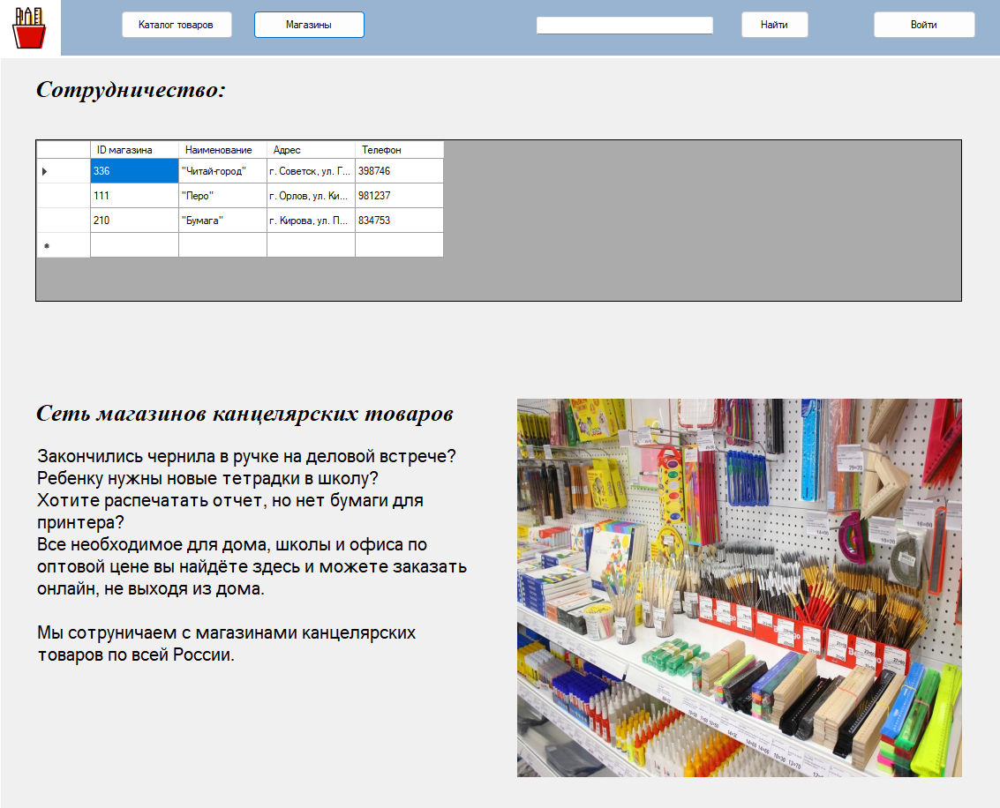 Каталог товаров
Магазины
Найти
Войти
Сотрудничество:
ID магазина Наименование Адрес Телефон
336 "Читай-город" г. Советск, ул. Г... 398746
111 "Перо" г. Орлов, ул. Ки... 981237
210 "Бумага" г. Кирова, ул. П... 834753
Сеть магазинов канцелярских товаров
Закончились чернила в ручке на деловой встрече?
Ребенку нужны новые тетрадки в школу?
Хотите распечатать отчет, но нет бумаги для
принтера?
Все необходимое для дома, школы и офиса по
оптовой цене вы найдёте здесь и можете заказать
онлайн, не выходя из дома.
Мы сотруничаем с магазинами канцелярских
товаров по всей России.